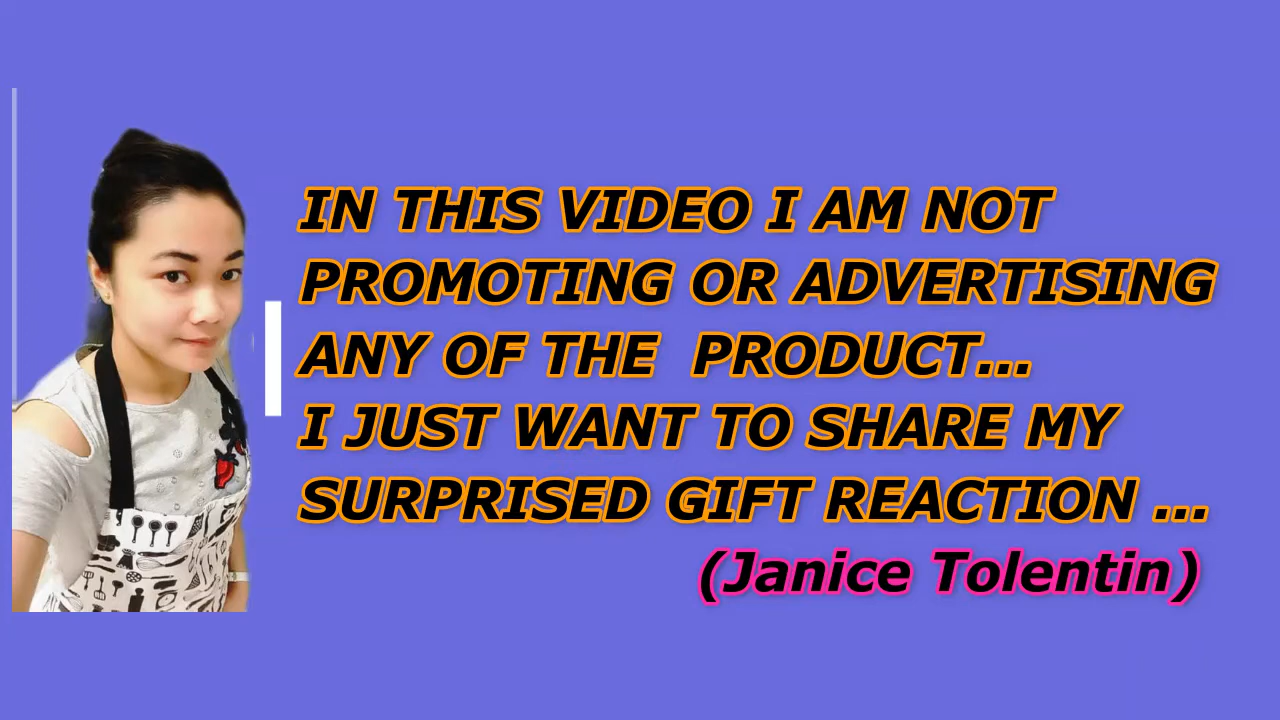 IN THIS VIDEO I AM NOT
PROMOTING OR ADVERTISING
ANY OF THE PRODUCT...
I JUST WANT TO SHARE MY
SURPRISED GIFT REACTION ...
(Janice Tolentin)